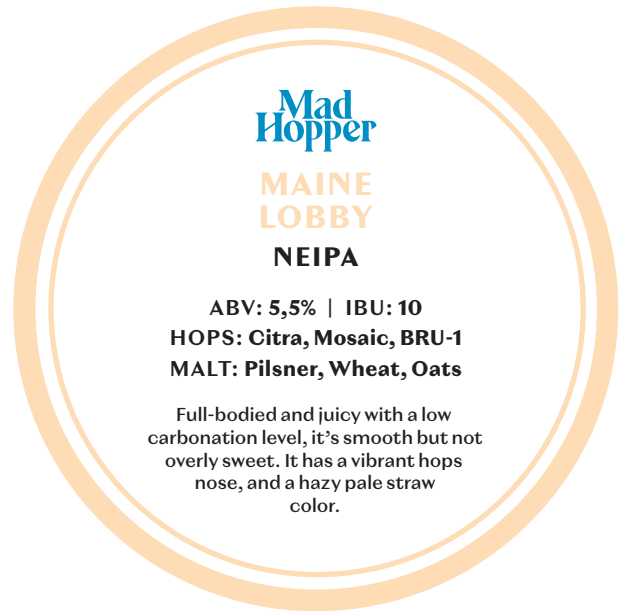 Mad
Hopper
MAINE
LOBBY
NEIPA
ABV: 5,5% | IBU: 10
HOPS: Citra, Mosaic, BRU-1
MALT: Pilsner, Wheat, Oats
Full-bodied and juicy with a low
carbonation level, it’s smooth but not
overly sweet. It has a vibrant hops
nose, and a hazy pale straw
color.